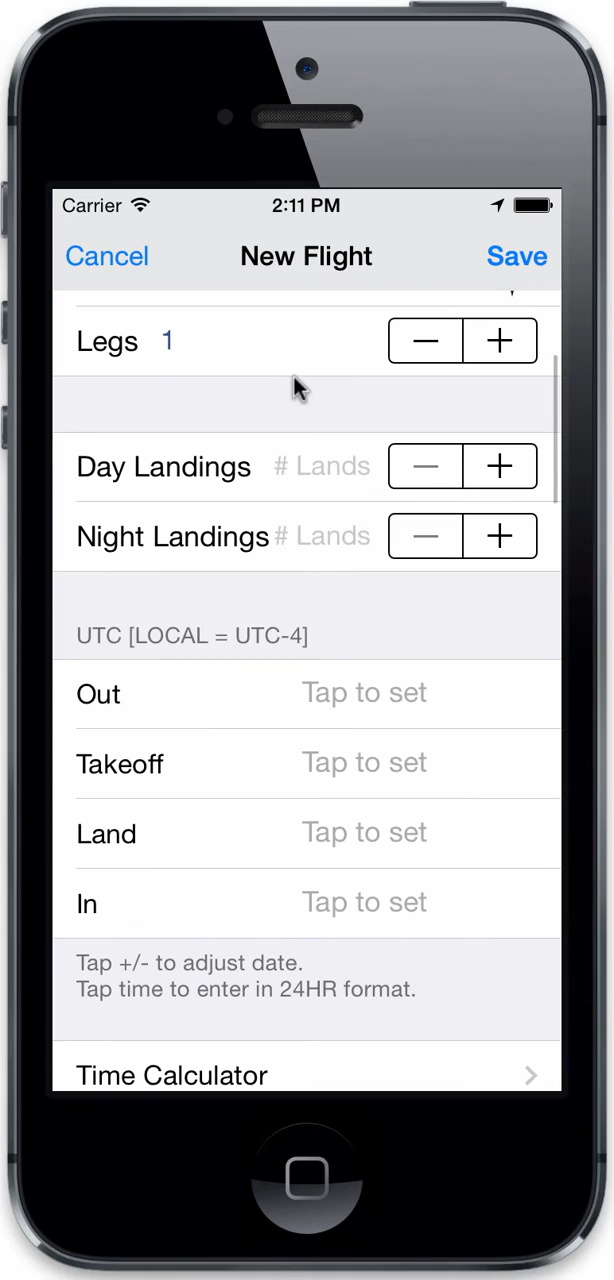 Carrier 2:11 PM
Cancel New Flight Save
Legs 1 − +
Day Landings # Lands − +
Night Landings # Lands − +
UTC [LOCAL = UTC-4]
Out Tap to set
Takeoff Tap to set
Land Tap to set
In Tap to set
Tap +/- to adjust date.
Tap time to enter in 24HR format.
Time Calculator